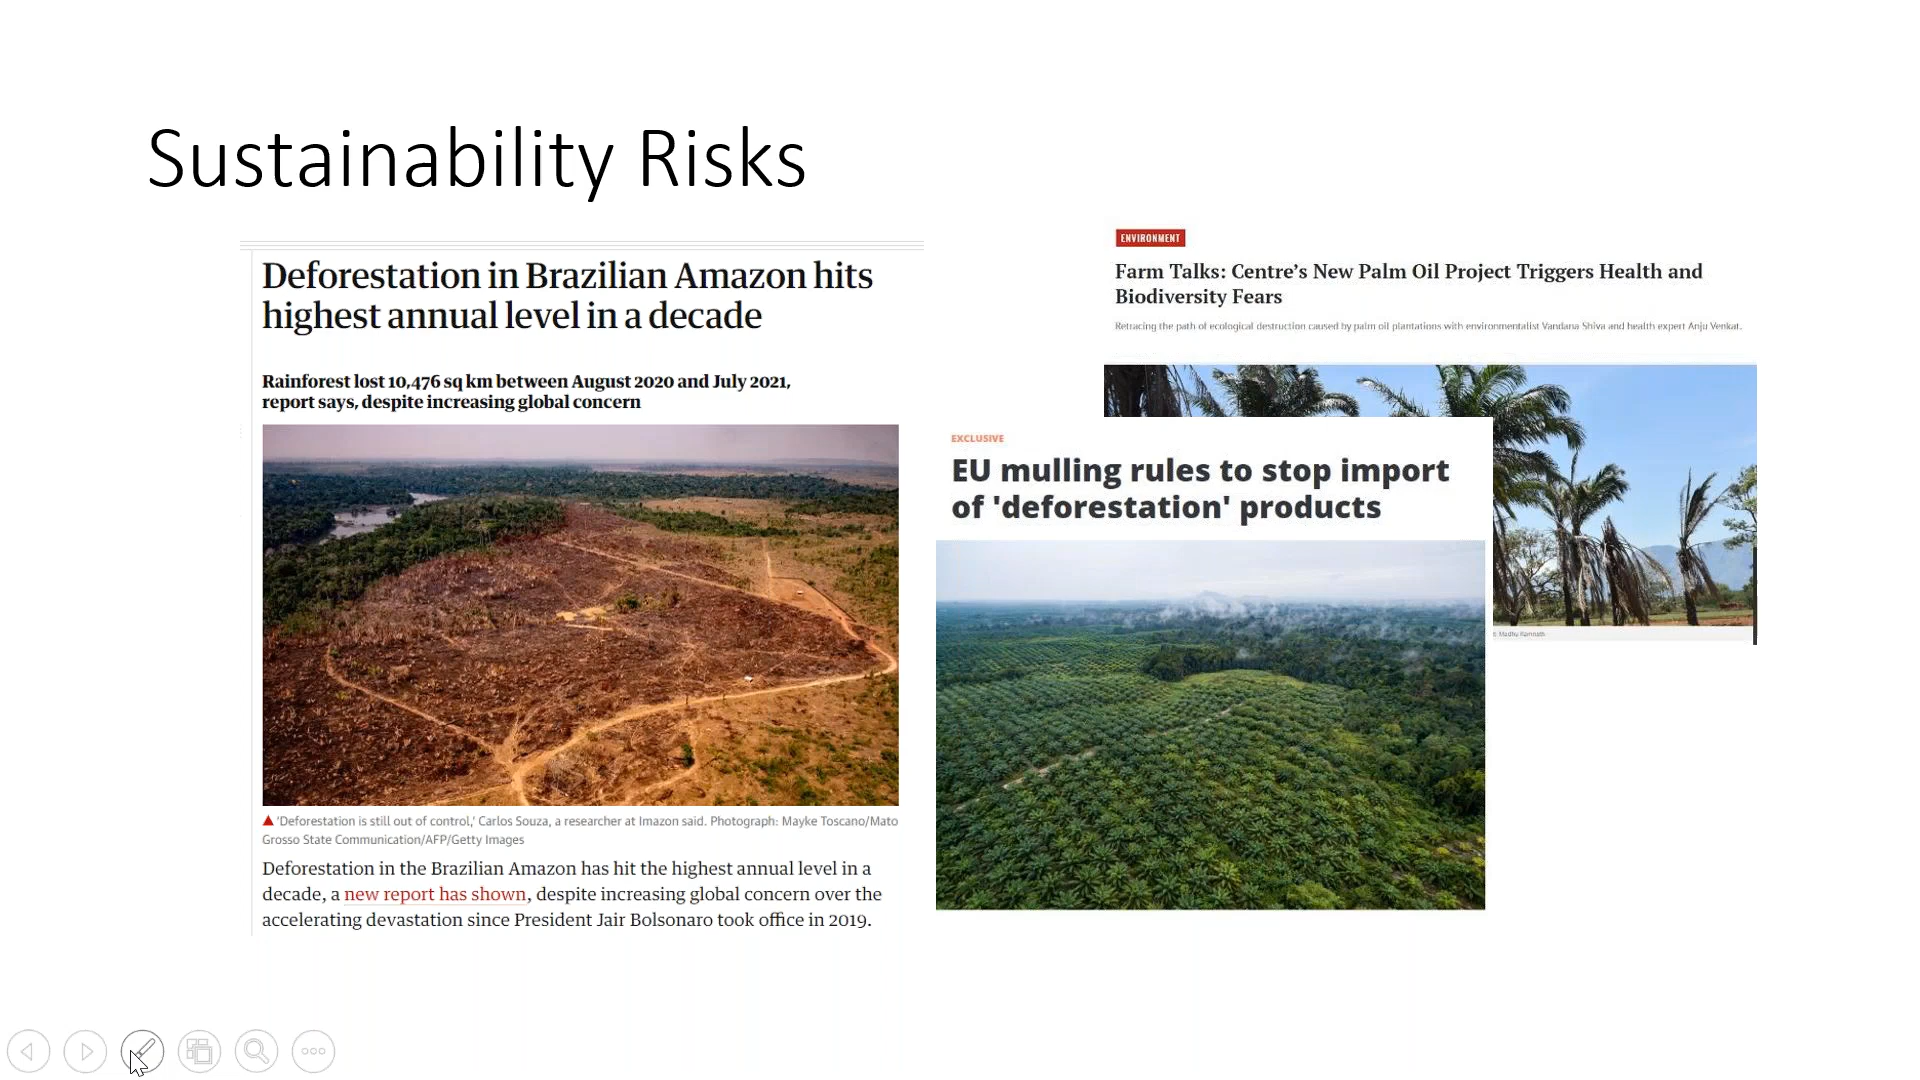 Sustainability Risks
Deforestation in Brazilian Amazon hits
highest annual level in a decade
Rainforest lost 10,476 sq km between August 2020 and July 2021,
report says, despite increasing global concern
'Deforestation is still out of control,' Carlos Souza, a researcher at Imazon said. Photograph: Mayke Toscano/Mato
Grosso State Communication/AFP/Getty Images
Deforestation in the Brazilian Amazon has hit the highest annual level in a
decade, a new report has shown, despite increasing global concern over the
accelerating devastation since President Jair Bolsonaro took office in 2019.
ENVIRONMENT
Farm Talks: Centre’s New Palm Oil Project Triggers Health and
Biodiversity Fears
Retracing the path of ecological destruction caused by palm oil plantations with environmentalist Vandana Shiva and health expert Anju Venkat.
EXCLUSIVE
EU mulling rules to stop import
of 'deforestation' products
Madhu Ramnath